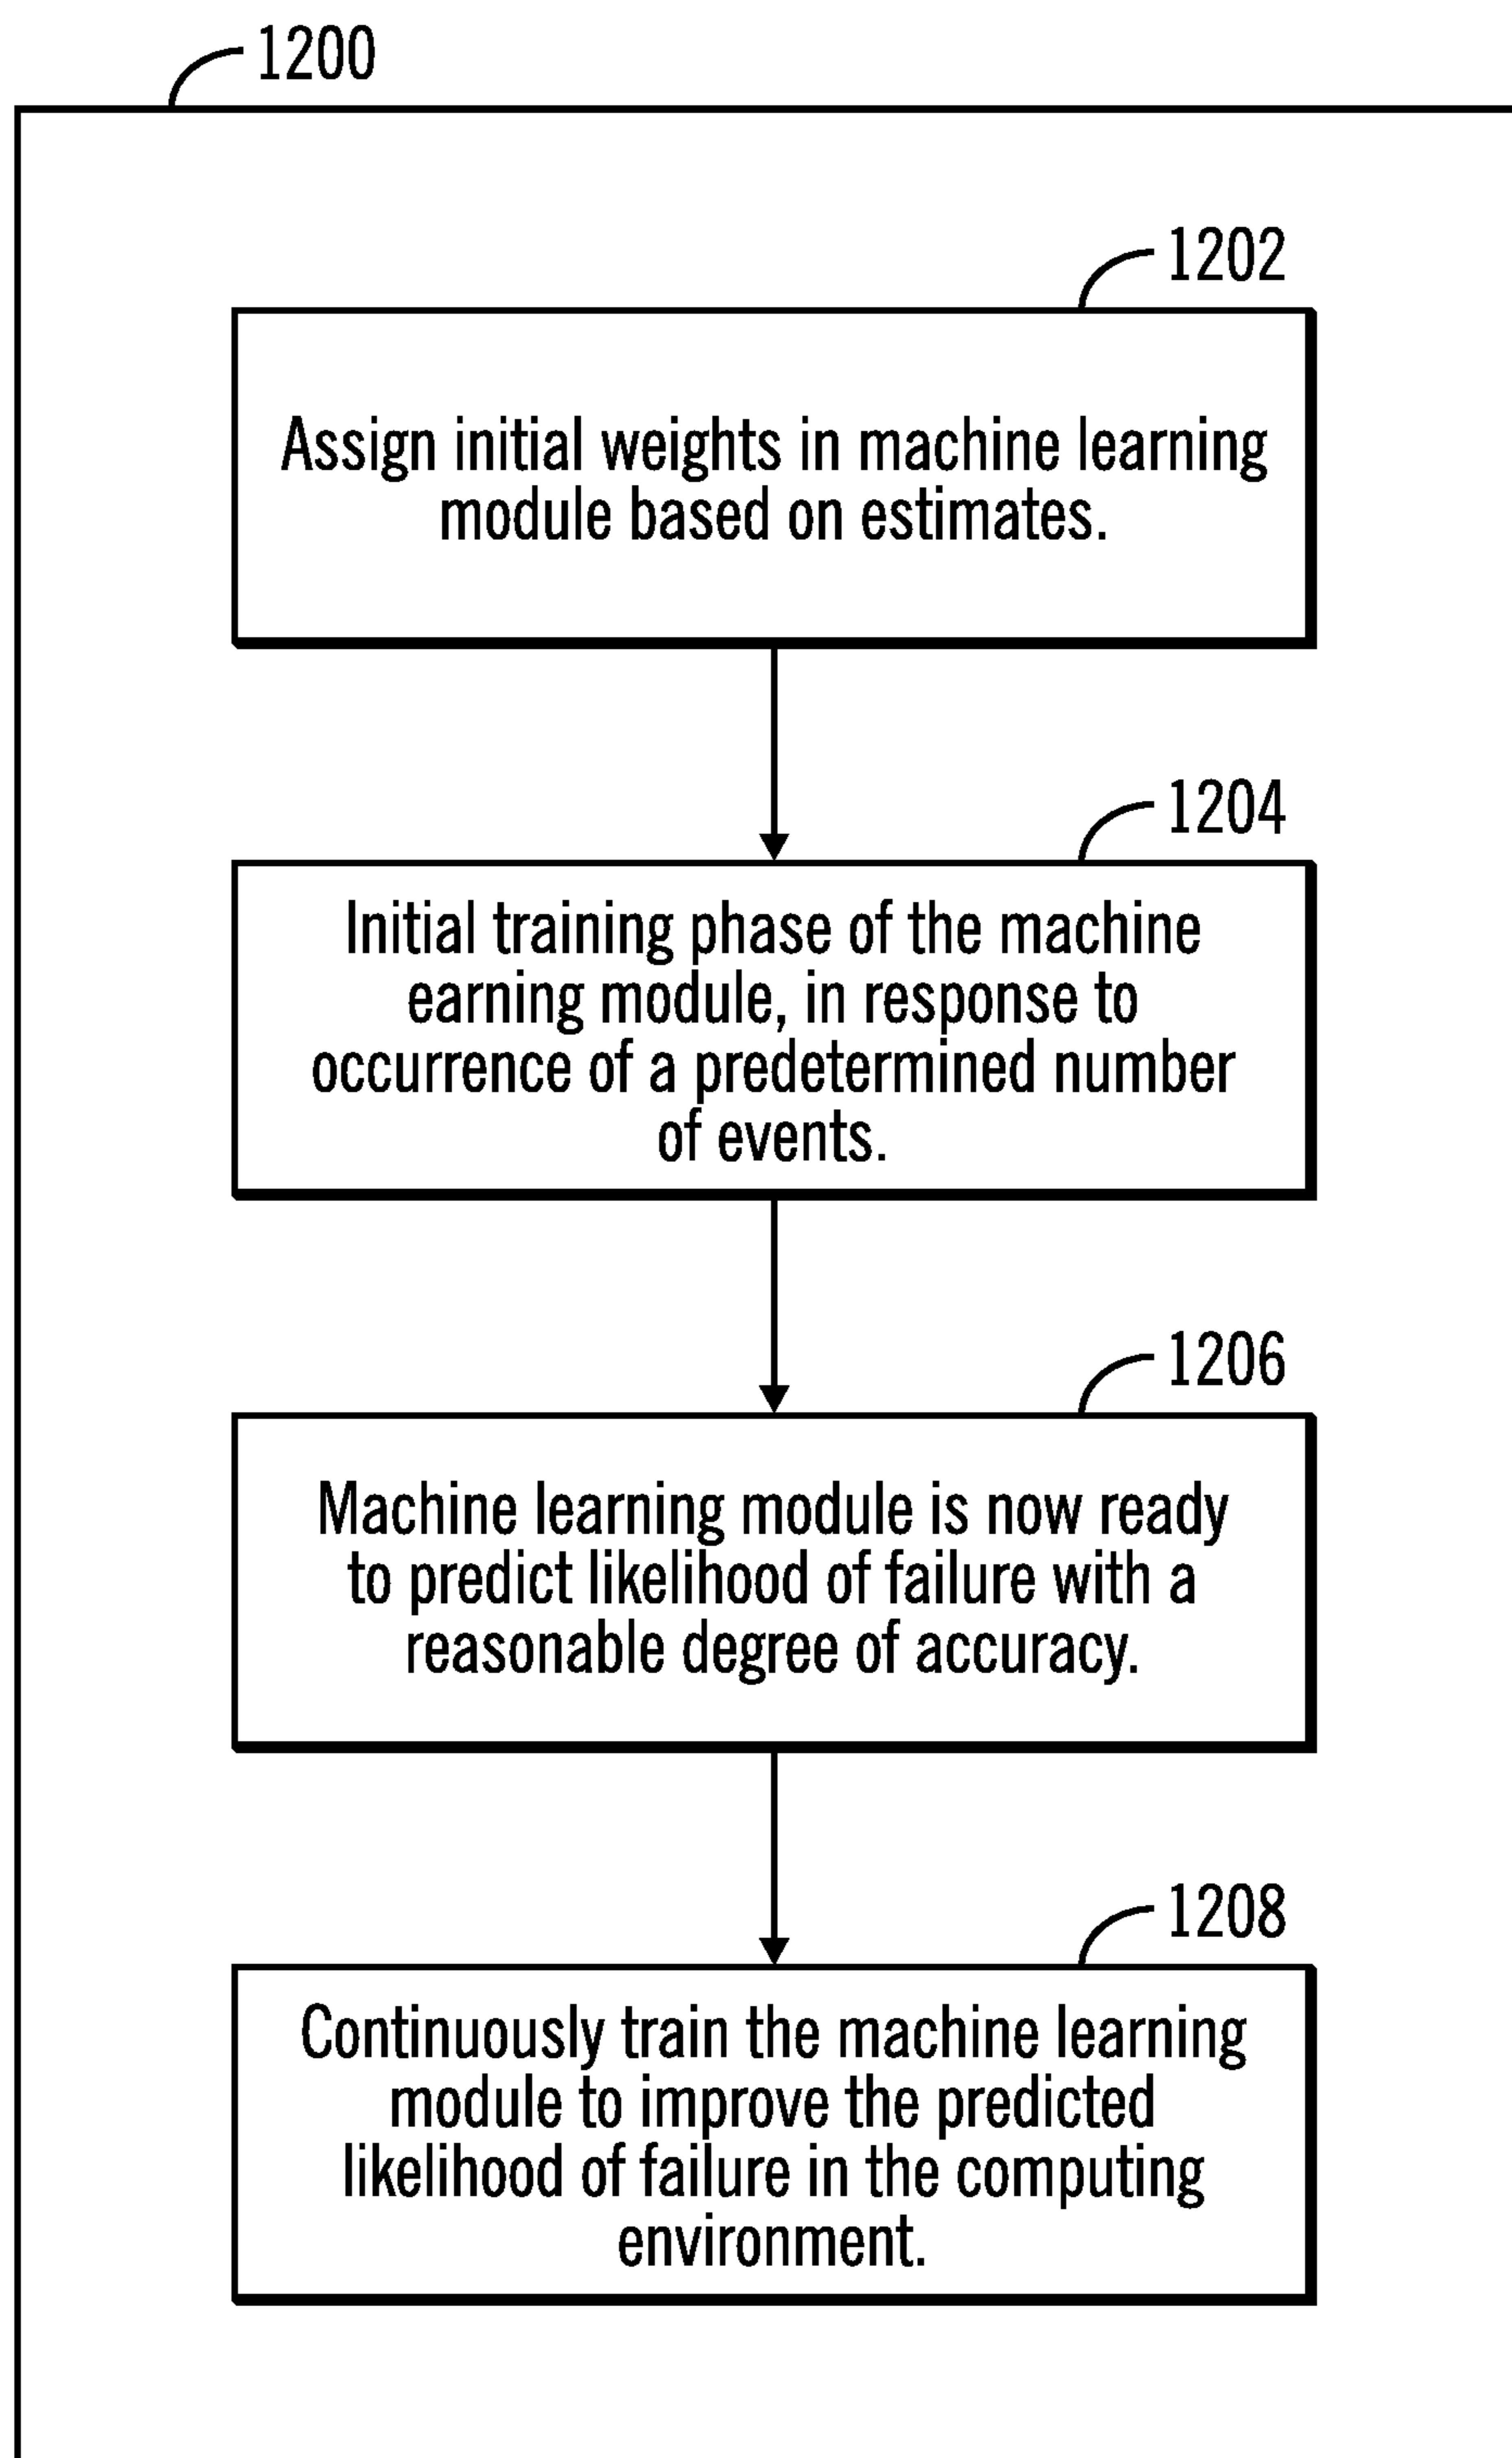 1200
1202
Assign initial weights in machine learning
module based on estimates.
1204
Initial training phase of the machine
earning module, in response to
occurrence of a predetermined number
of events.
1206
Machine learning module is now ready
to predict likelihood of failure with a
reasonable degree of accuracy.
1208
Continuously train the machine learning
module to improve the predicted
likelihood of failure in the computing
environment.